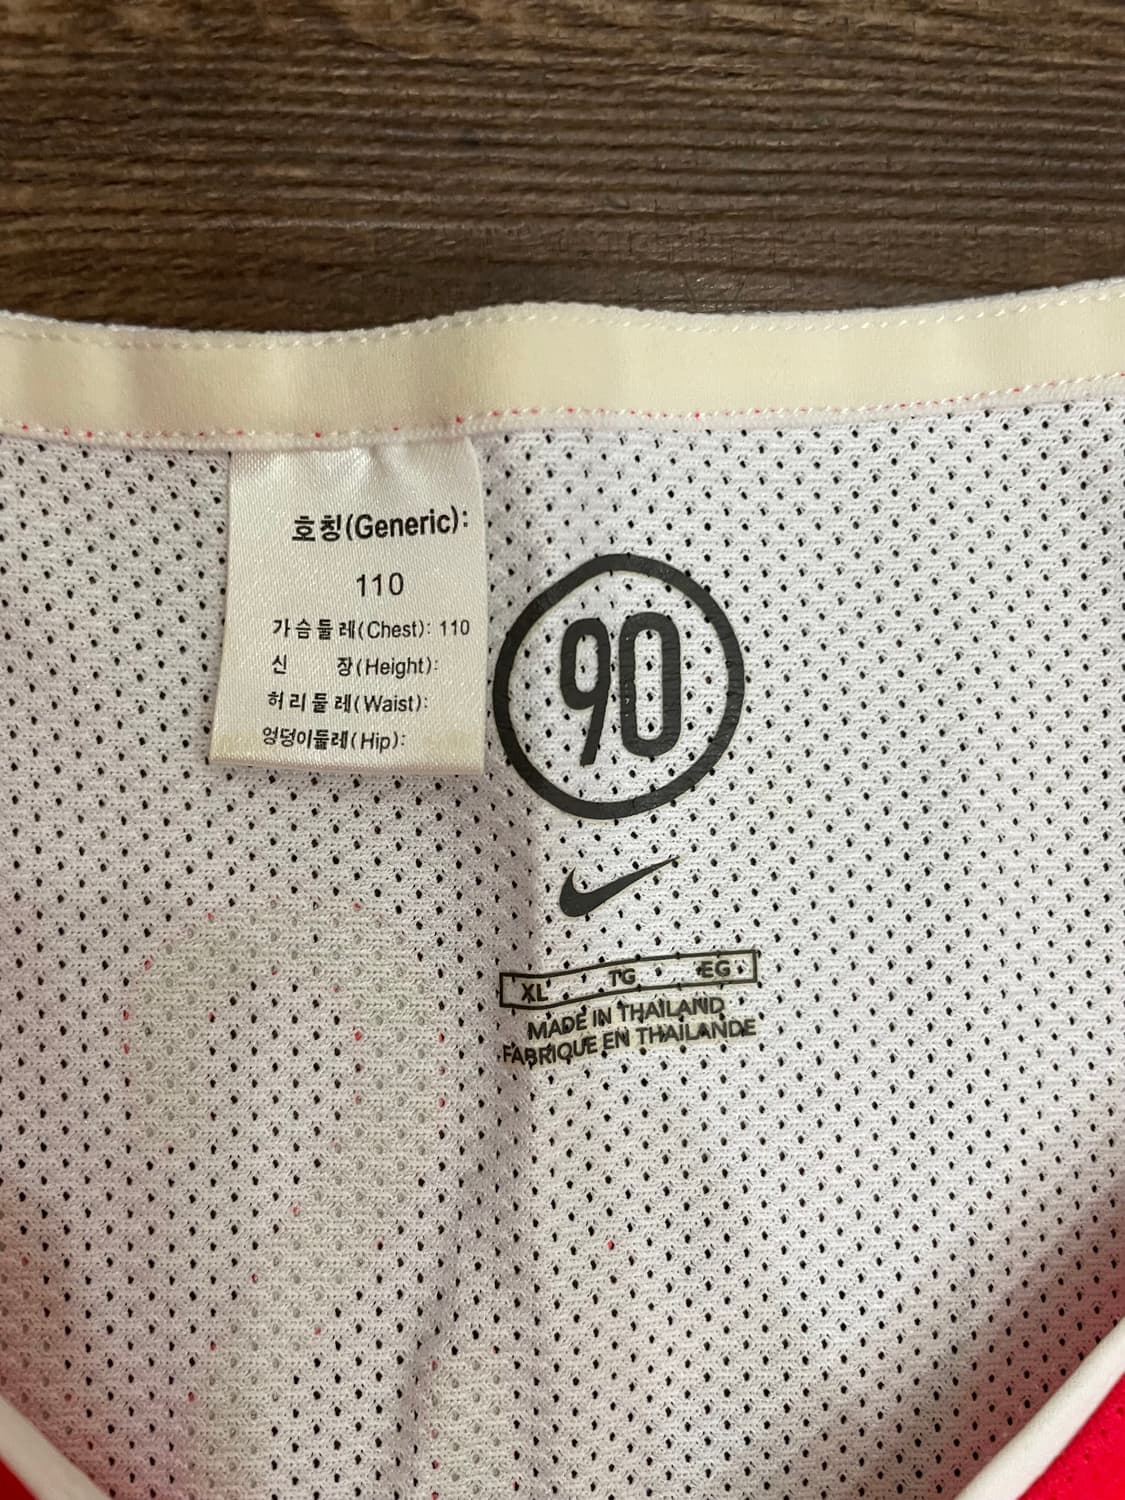 호칭(Generic):
110
가슴둘레(Chest): 110
신 장(Height):
허리둘레(Waist):
엉덩이둘레(Hip):
90
XL TG EG
MADE IN THAILAND
FABRIQUE EN THAILANDE